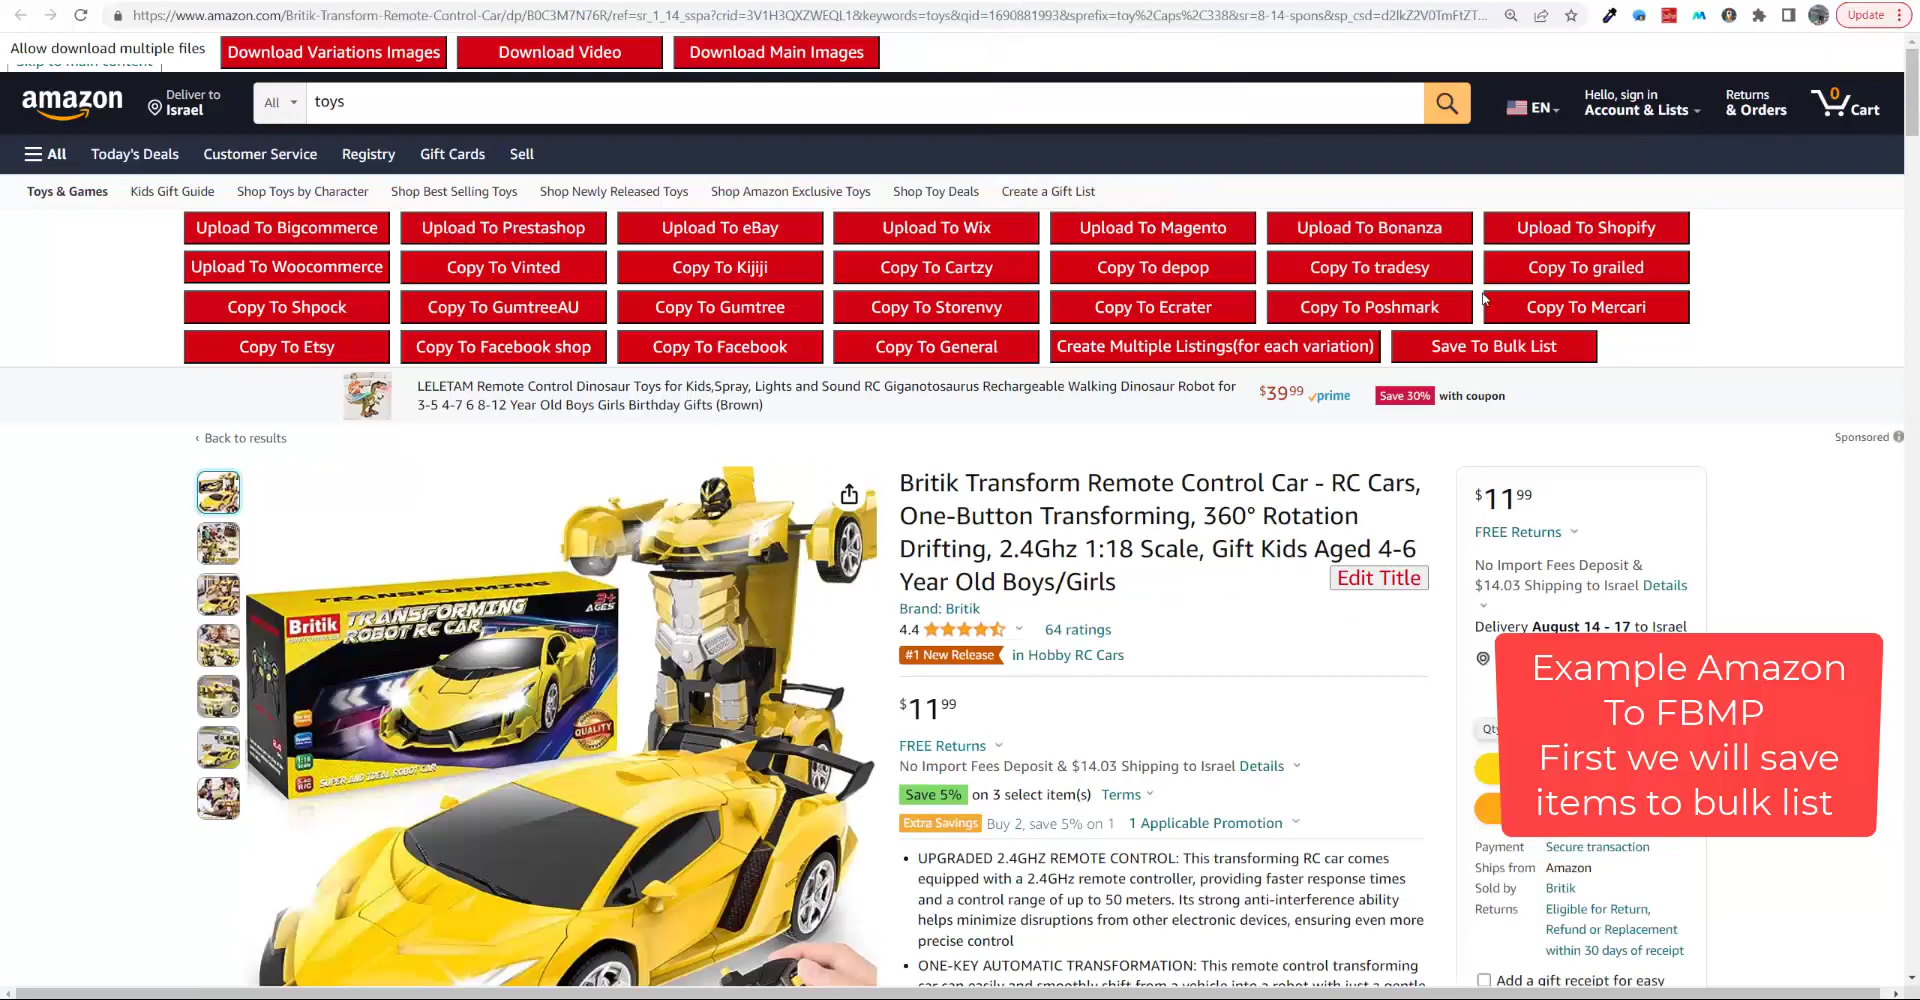 https://www.amazon.com/Britik-Transform-Remote-Control-Car/dp/B0C3M7N76R/ref=sr_1_14_sspa?crid=3V1H3QXZWEQL1&keywords=toys&qid=1690881993&sprefix=toy%2Caps%2C338&sr=8-14-spons&sp_csd=d2lkZ2V0TmFtZT...
Update
Allow download multiple files
Download Variations Images
Download Video
Download Main Images
Skip to main content
amazon
Deliver to
Israel
All
toys
EN
Hello, sign in
Account & Lists
Returns
& Orders
0
Cart
All
Today's Deals
Customer Service
Registry
Gift Cards
Sell
Toys & Games
Kids Gift Guide
Shop Toys by Character
Shop Best Selling Toys
Shop Newly Released Toys
Shop Amazon Exclusive Toys
Shop Toy Deals
Create a Gift List
Upload To Bigcommerce
Upload To Prestashop
Upload To eBay
Upload To Wix
Upload To Magento
Upload To Bonanza
Upload To Shopify
Upload To Woocommerce
Copy To Vinted
Copy To Kijiji
Copy To Cartzy
Copy To depop
Copy To tradesy
Copy To grailed
Copy To Shpock
Copy To GumtreeAU
Copy To Gumtree
Copy To Storenvy
Copy To Ecrater
Copy To Poshmark
Copy To Mercari
Copy To Etsy
Copy To Facebook shop
Copy To Facebook
Copy To General
Create Multiple Listings(for each variation)
Save To Bulk List
LELETAM Remote Control Dinosaur Toys for Kids,Spray, Lights and Sound RC Giganotosaurus Rechargeable Walking Dinosaur Robot for
3-5 4-7 6 8-12 Year Old Boys Girls Birthday Gifts (Brown)
$39 99 prime
Save 30% with coupon
‹ Back to results
Sponsored
Britik
TRANSFORMING
TRANSFORMING
ROBOT RC CAR
3+
AGES
QUALITY
SUPER AND IDEAL ROBOT CAR
Britik Transform Remote Control Car - RC Cars,
One-Button Transforming, 360° Rotation
Drifting, 2.4Ghz 1:18 Scale, Gift Kids Aged 4-6
Year Old Boys/Girls
Edit Title
Brand: Britik
4.4
64 ratings
#1 New Release
in Hobby RC Cars
$11 99
FREE Returns
No Import Fees Deposit & $14.03 Shipping to Israel Details
Save 5% on 3 select item(s) Terms
Extra Savings Buy 2, save 5% on 1 1 Applicable Promotion
• UPGRADED 2.4GHZ REMOTE CONTROL: This transforming RC car comes
equipped with a 2.4GHz remote controller, providing faster response times
and a control range of up to 50 meters. Its strong anti-interference ability
helps minimize disruptions from other electronic devices, ensuring even more
precise control
• ONE-KEY AUTOMATIC TRANSFORMATION: This remote control transforming
car can easily and smoothly shift from a vehicle into a robot with just a gentle
$11 99
FREE Returns
No Import Fees Deposit &
$14.03 Shipping to Israel Details
Delivery August 14 - 17 to Israel
Qty
Example Amazon
To FBMP
First we will save
items to bulk list
Payment Secure transaction
Ships from Amazon
Sold by Britik
Returns Eligible for Return,
Refund or Replacement
within 30 days of receipt
Add a gift receipt for easy